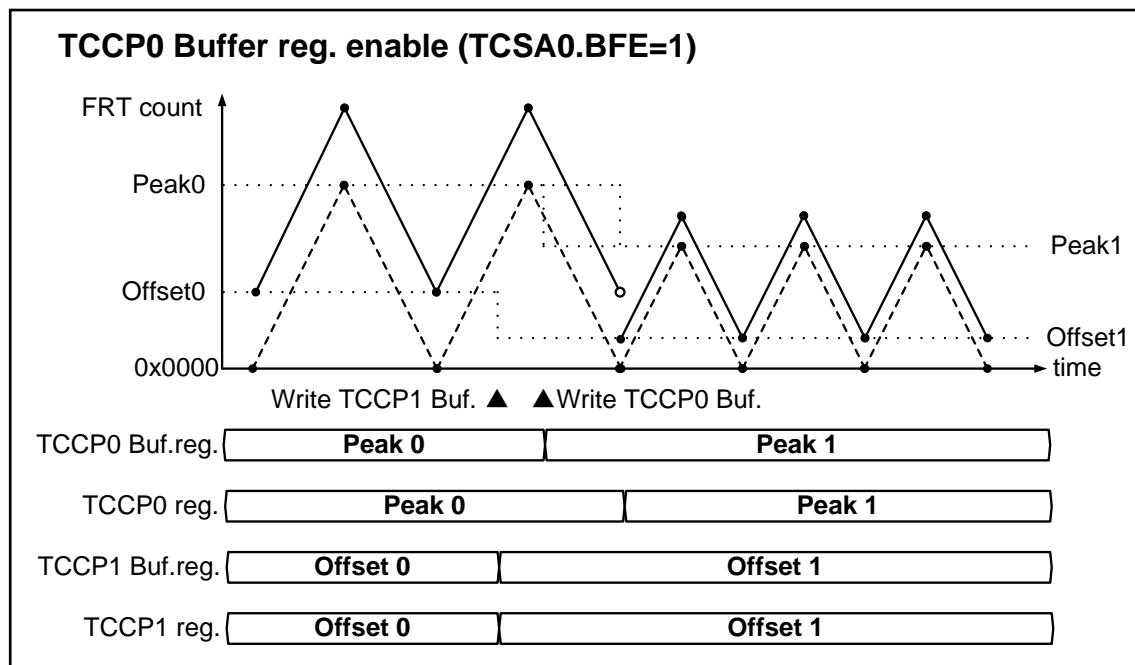 TCCP0 Buffer reg. enable (TCSA0.BFE=1)
FRT count
Peak0
Peak1
Offset0
Offset1
0x0000
time
Write TCCP1 Buf. ▲ ▲Write TCCP0 Buf.
TCCP0 Buf.reg. Peak 0 Peak 1
TCCP0 reg. Peak 0 Peak 1
TCCP1 Buf.reg. Offset 0 Offset 1
TCCP1 reg. Offset 0 Offset 1